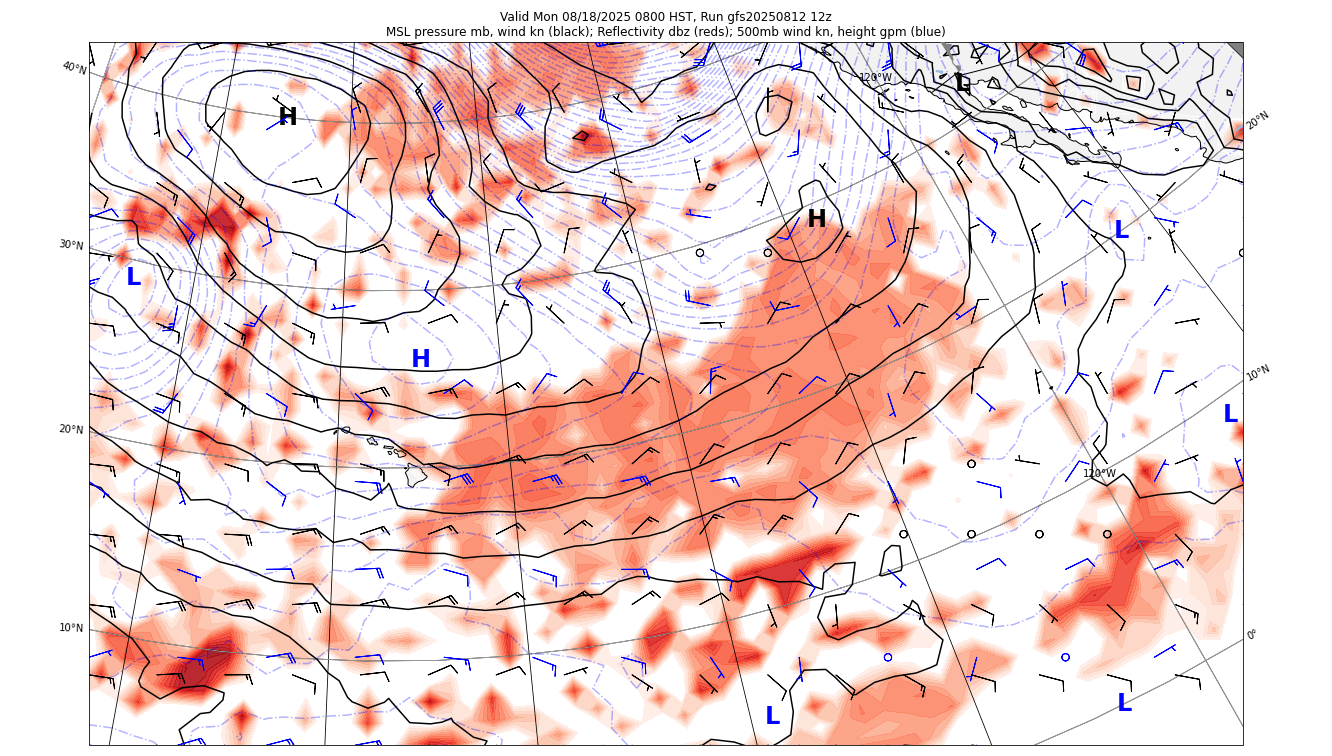 Valid Mon 08/18/2025 0800 HST, Run gfs20250812 12z
MSL pressure mb, wind kn (black); Reflectivity dbz (reds); 500mb wind kn, height gpm (blue)
40°N
120°W
L
20°N
H
H
30°N
L
L
H
10°N
20°N
L
120°W
10°N
0°
L
L